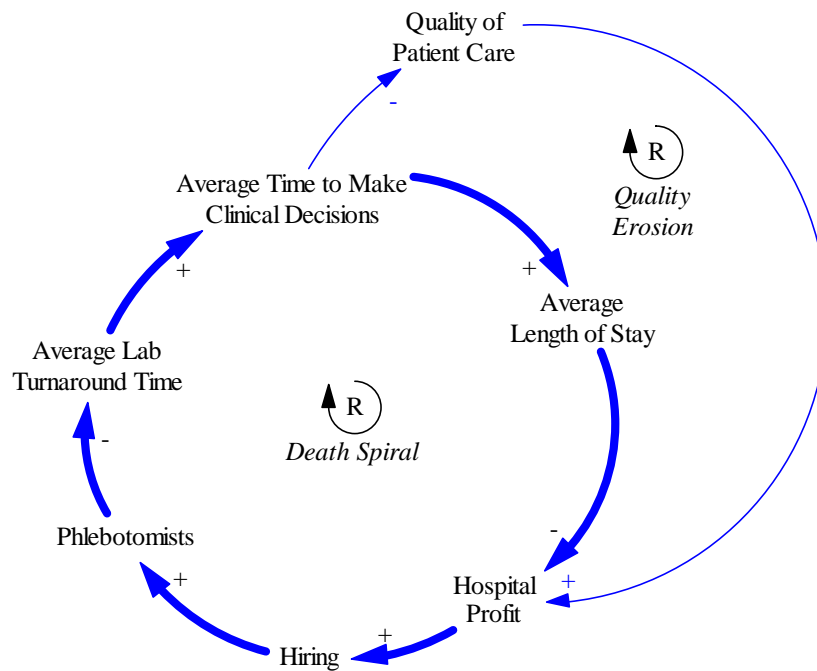 Quality of
Patient Care
-
R
Quality
Erosion
Average Time to Make
Clinical Decisions
+
+
Average
Length of Stay
Average Lab
Turnaround Time
R
Death Spiral
-
-
Phlebotomists
+
Hospital
Profit
+
+
Hiring